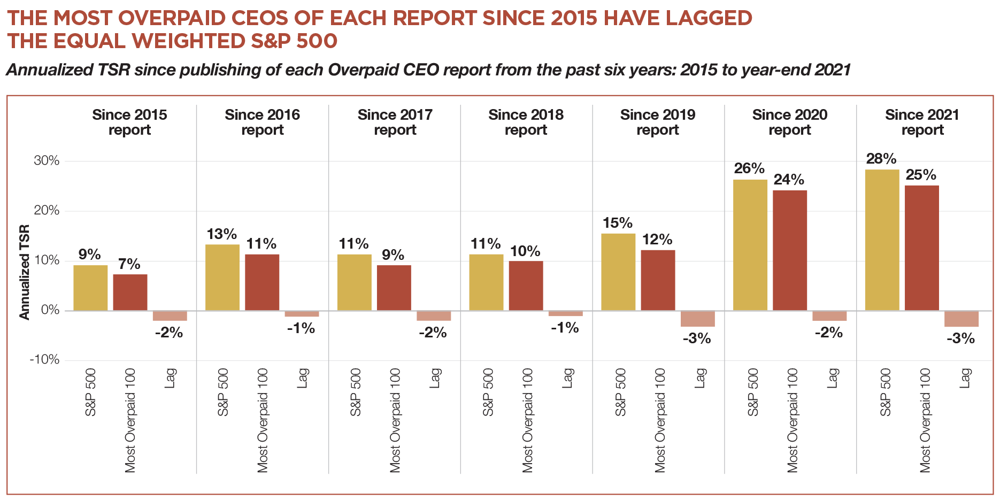 THE MOST OVERPAID CEOS OF EACH REPORT SINCE 2015 HAVE LAGGED
THE EQUAL WEIGHTED S&P 500
Annualized TSR since publishing of each Overpaid CEO report from the past six years: 2015 to year-end 2021
Since 2015
report
Since 2016
report
Since 2017
report
Since 2018
report
Since 2019
report
Since 2020
report
Since 2021
report
Annualized TSR
30%
20%
10%
0%
-10%
9%
7%
-2%
13%
11%
-1%
11%
9%
-2%
11%
10%
-1%
15%
12%
-3%
26%
24%
-2%
28%
25%
-3%
S&P 500
Most Overpaid 100
Lag
S&P 500
Most Overpaid 100
Lag
S&P 500
Most Overpaid 100
Lag
S&P 500
Most Overpaid 100
Lag
S&P 500
Most Overpaid 100
Lag
S&P 500
Most Overpaid 100
Lag
S&P 500
Most Overpaid 100
Lag